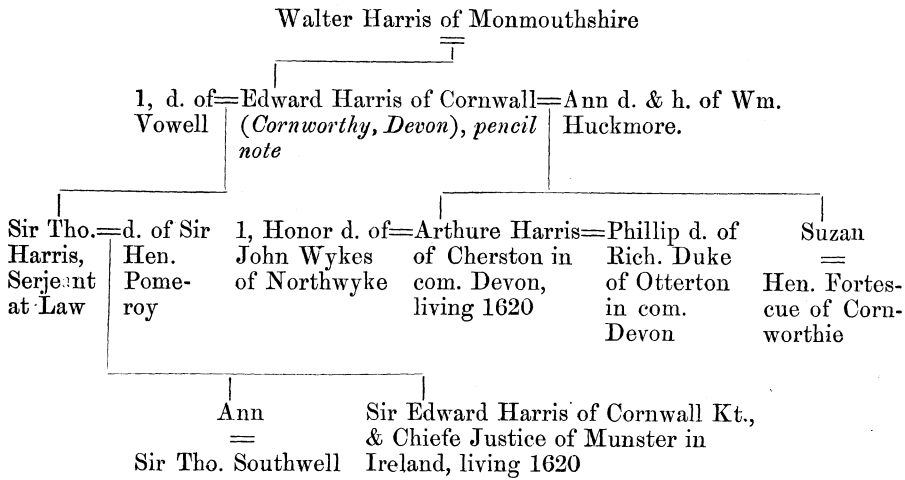 Walter Harris of Monmouthshire
=
1, d. of=Edward Harris of Cornwall=Ann d. & h. of Wm.
Vowell (Cornworthy, Devon), pencil Huckmore.
note
Sir Tho.=d. of Sir 1, Honor d. of=Arthure Harris=Phillip d. of Suzan
Harris, Hen. John Wykes of Cherston in Rich. Duke =
Serjeant Pome- of Northwyke com. Devon, of Otterton Hen. Fortes-
at Law roy living 1620 in com. cue of Corn-
Devon worthie
Ann Sir Edward Harris of Cornwall Kt.,
= & Chiefe Justice of Munster in
Sir Tho. Southwell Ireland, living 1620